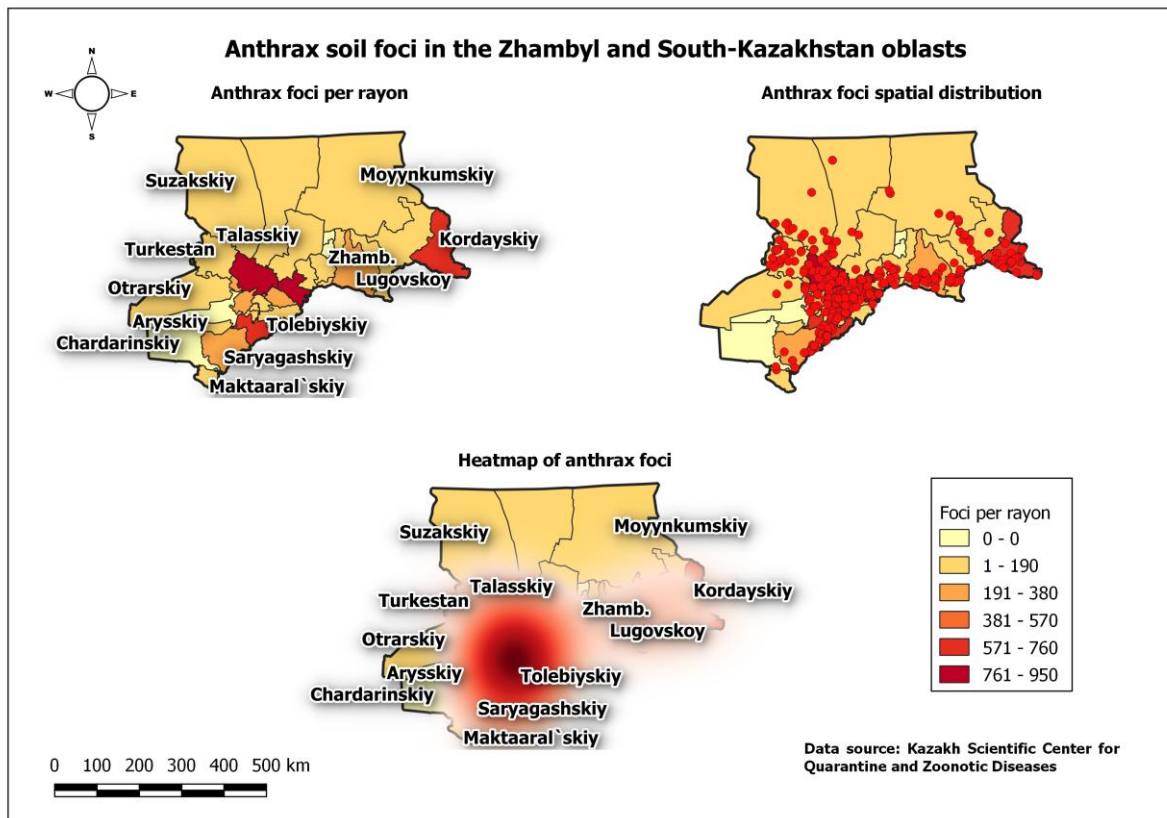 Anthrax soil foci in the Zhambyl and South-Kazakhstan oblasts
N
W
E
S
Anthrax foci per rayon
Suzakskiy
Moyynkumskiy
Talasskiy
Turkestan
Kordayskiy
Zhamb.
Lugovskoy
Otrarskiy
Arysskiy
Tolebiyskiy
Chardarinskiy
Saryagashskiy
Maktaaral`skiy
Anthrax foci spatial distribution
Heatmap of anthrax foci
Suzakskiy
Moyynkumskiy
Talasskiy
Kordayskiy
Turkestan
Zhamb.
Lugovskoy
Otrarskiy
Arysskiy
Tolebiyskiy
Chardarinskiy
Saryagashskiy
Maktaaral`skiy
Foci per rayon
0 - 0
1 - 190
191 - 380
381 - 570
571 - 760
761 - 950
Data source: Kazakh Scientific Center for
Quarantine and Zoonotic Diseases
0 100 200 300 400 500 km